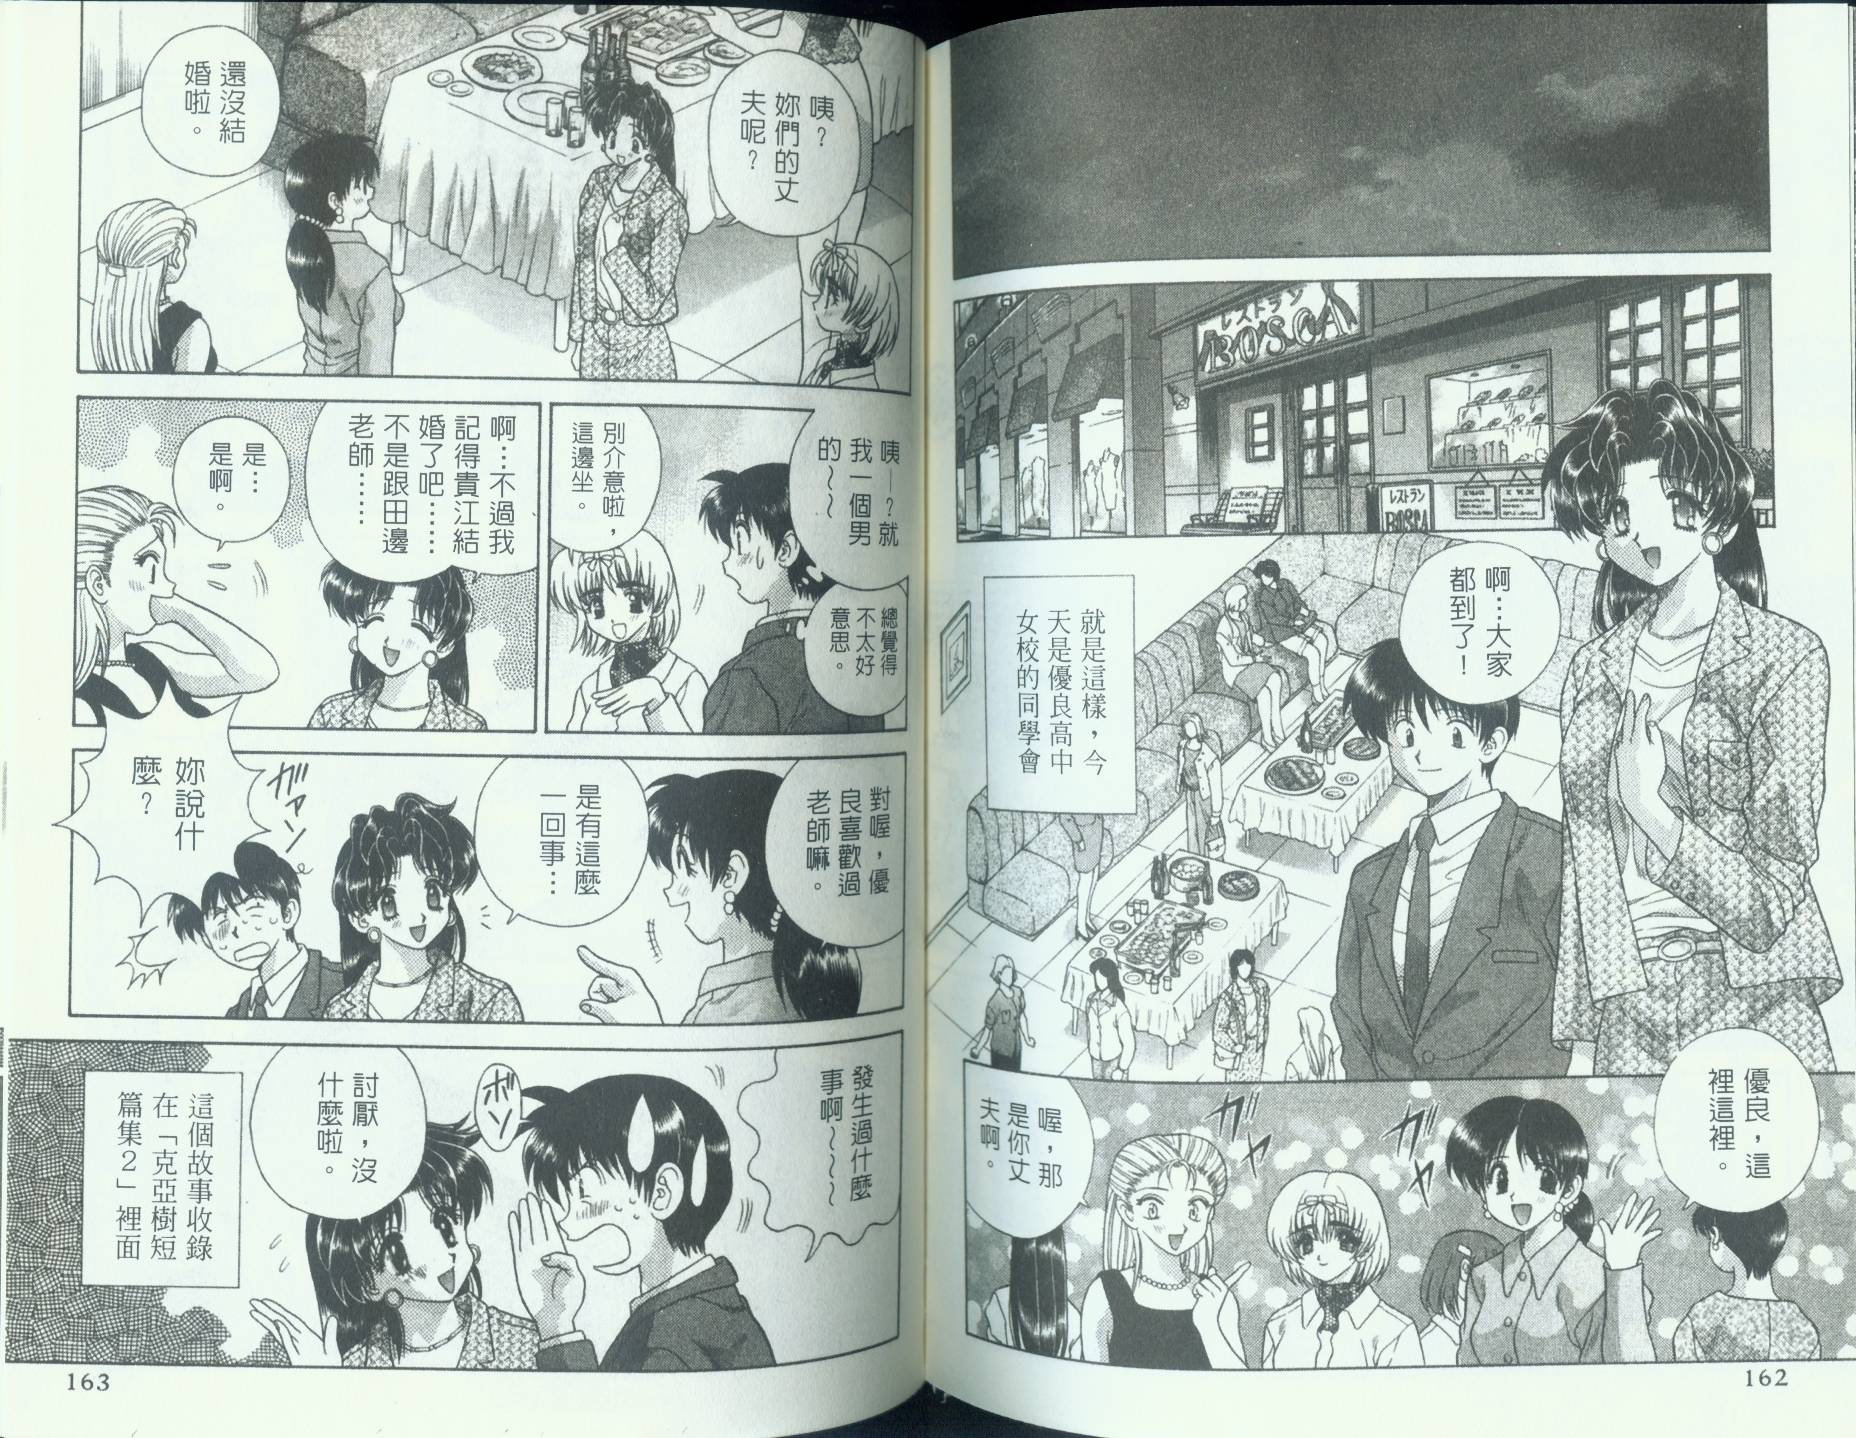 レストラン
BOSCA
レストラン
BOSCA
啊…大家
都到了！
就是這樣，今
天是優良高中
女校的同學會
優良，這
裡這裡。
ガヤ
ガヤ
喔，那
是你丈
夫啊。
162
咦？
妳們的丈
夫呢？
還沒結
婚啦。
咦—？就
我一個男
的～～
總覺得
不太好
意思。
別介意啦，
這邊坐。
啊…不過我
記得貴江結
婚了吧……
不是跟田邊
老師……
是…
是啊。
對喔，優
良喜歡過
老師嘛。
是有這麼
一回事…
ガァン
妳說什
麼？
發生過什麼
事啊～～～
ボソ
討厭，沒
什麼啦。
這個故事收錄
在「克亞樹短
篇集2」裡面
163